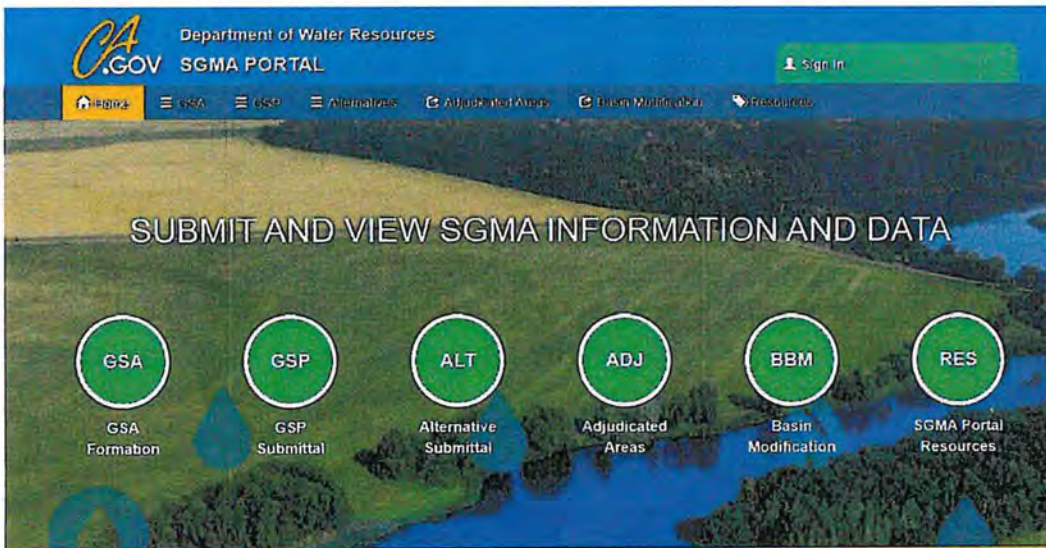 CA
.GOV
Department of Water Resources
SGMA PORTAL
Sign In
Home
GSA
GSP
Alternatives
Adjudicated Areas
Basin Modification
Resources
SUBMIT AND VIEW SGMA INFORMATION AND DATA
GSA
GSP
ALT
ADJ
BBM
RES
GSA
Formation
GSP
Submittal
Alternative
Submittal
Adjudicated
Areas
Basin
Modification
SGMA Portal
Resources